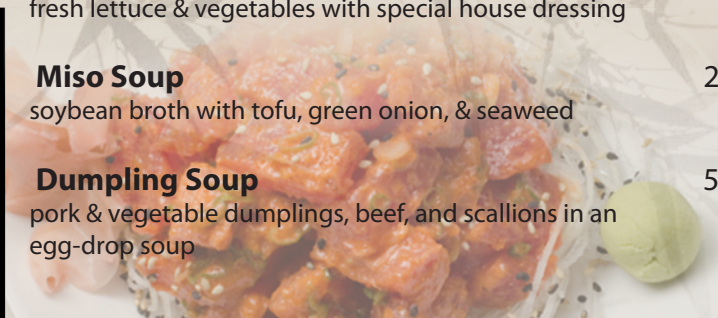 fresh lettuce & vegetables with special house dressing
Miso Soup 2
soybean broth with tofu, green onion, & seaweed
Dumpling Soup 5
pork & vegetable dumplings, beef, and scallions in an
egg-drop soup